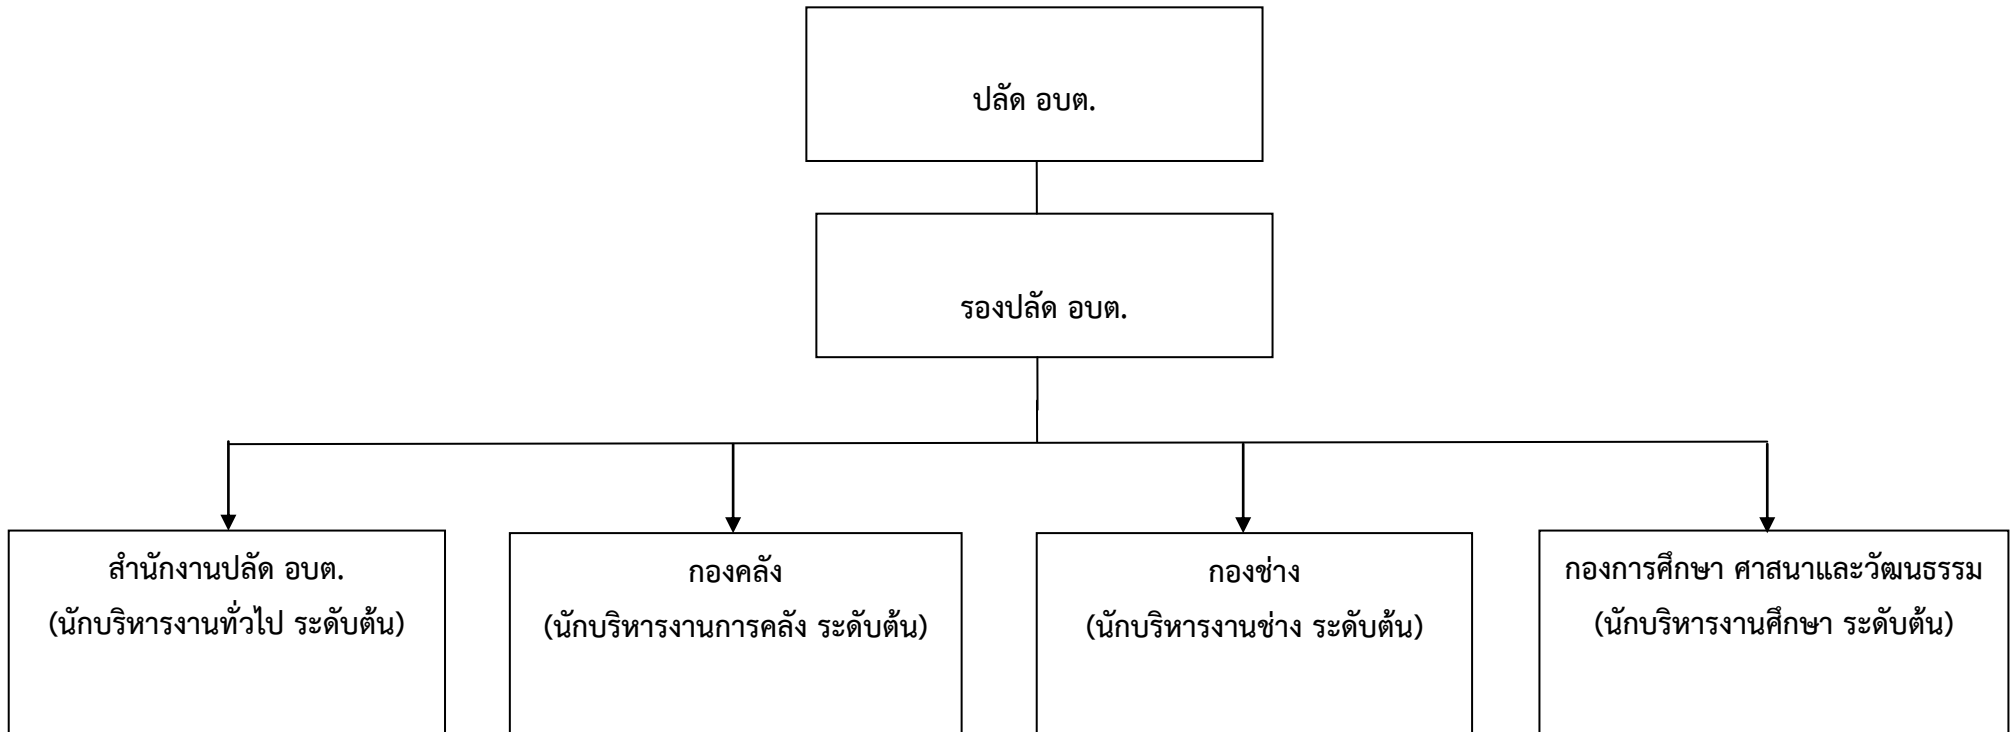 ปลัด อบต.
รองปลัด อบต.
สำนักงานปลัด อบต.
(นักบริหารงานทั่วไป ระดับต้น)
กองคลัง
(นักบริหารงานการคลัง ระดับต้น)
กองช่าง
(นักบริหารงานช่าง ระดับต้น)
กองการศึกษา ศาสนาและวัฒนธรรม
(นักบริหารงานศึกษา ระดับต้น)